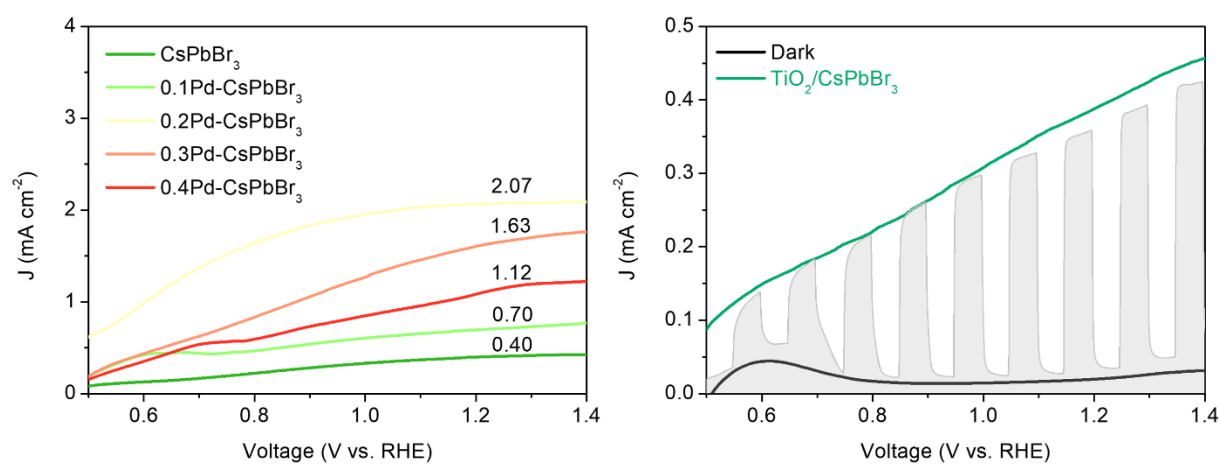 4
3
2
1
0
J (mA cm⁻²)
CsPbBr₃
0.1Pd-CsPbBr₃
0.2Pd-CsPbBr₃
0.3Pd-CsPbBr₃
0.4Pd-CsPbBr₃
2.07
1.63
1.12
0.70
0.40
0.6 0.8 1.0 1.2 1.4
Voltage (V vs. RHE)
0.5
0.4
0.3
0.2
0.1
0.0
J (mA cm⁻²)
Dark
TiO₂/CsPbBr₃
0.6 0.8 1.0 1.2 1.4
Voltage (V vs. RHE)